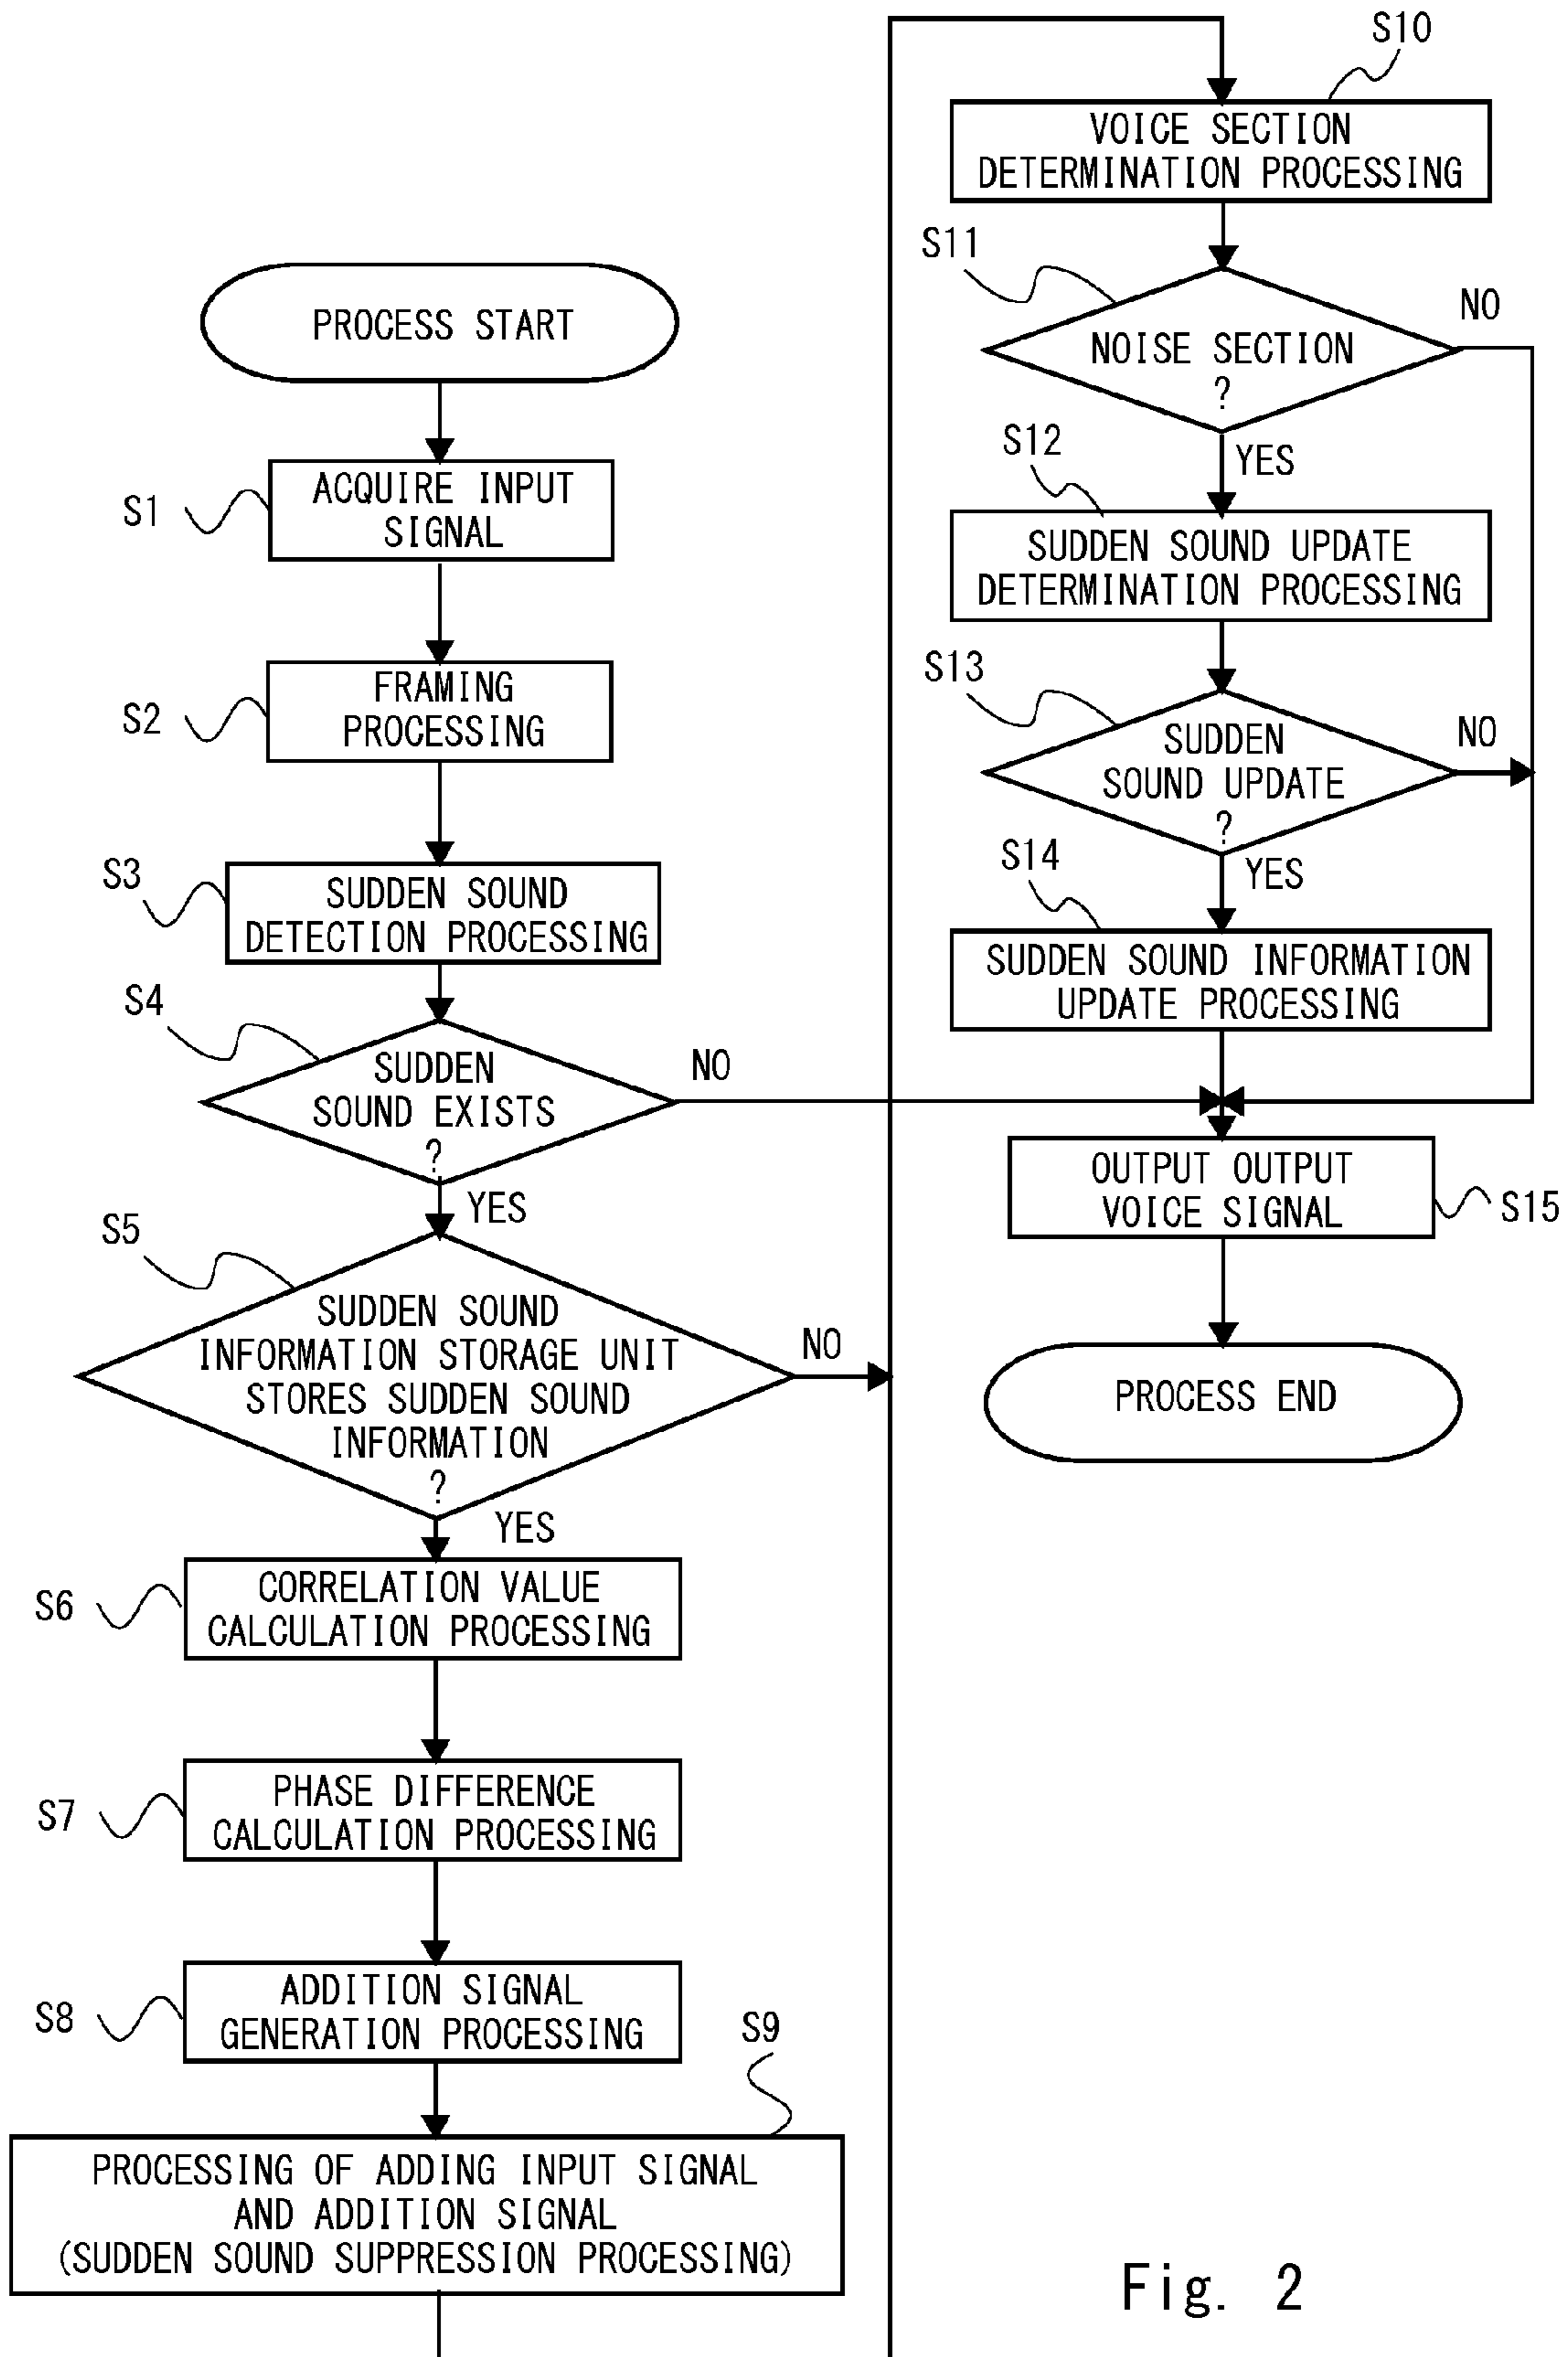 PROCESS START
S1
ACQUIRE INPUT
SIGNAL
S2
FRAMING
PROCESSING
S3
SUDDEN SOUND
DETECTION PROCESSING
S4
SUDDEN
SOUND EXISTS
?
NO
YES
S5
SUDDEN SOUND
INFORMATION STORAGE UNIT
STORES SUDDEN SOUND
INFORMATION
?
NO
YES
S6
CORRELATION VALUE
CALCULATION PROCESSING
S7
PHASE DIFFERENCE
CALCULATION PROCESSING
S8
ADDITION SIGNAL
GENERATION PROCESSING
S9
PROCESSING OF ADDING INPUT SIGNAL
AND ADDITION SIGNAL
(SUDDEN SOUND SUPPRESSION PROCESSING)
S10
VOICE SECTION
DETERMINATION PROCESSING
S11
NOISE SECTION
?
NO
YES
S12
SUDDEN SOUND UPDATE
DETERMINATION PROCESSING
S13
SUDDEN
SOUND UPDATE
?
NO
YES
S14
SUDDEN SOUND INFORMATION
UPDATE PROCESSING
OUTPUT OUTPUT
VOICE SIGNAL
S15
PROCESS END
Fig. 2